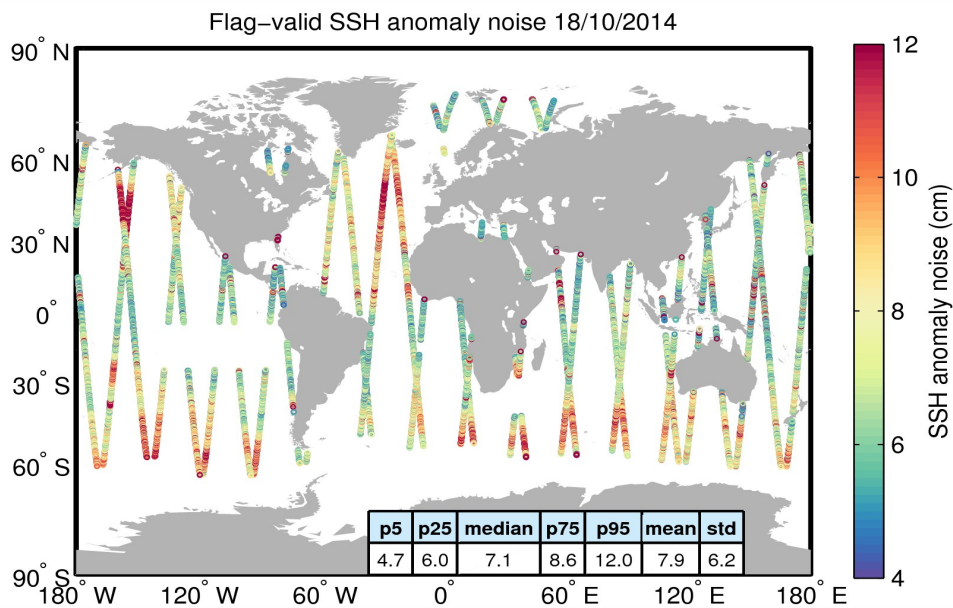 Flag−valid SSH anomaly noise 18/10/2014
90° N
60° N
30° N
0°
30° S
60° S
90° S
180° W 120° W 60° W 0° 60° E 120° E 180° E
p5 p25 median p75 p95 mean std
4.7 6.0 7.1 8.6 12.0 7.9 6.2
12
10
8
6
4
SSH anomaly noise (cm)